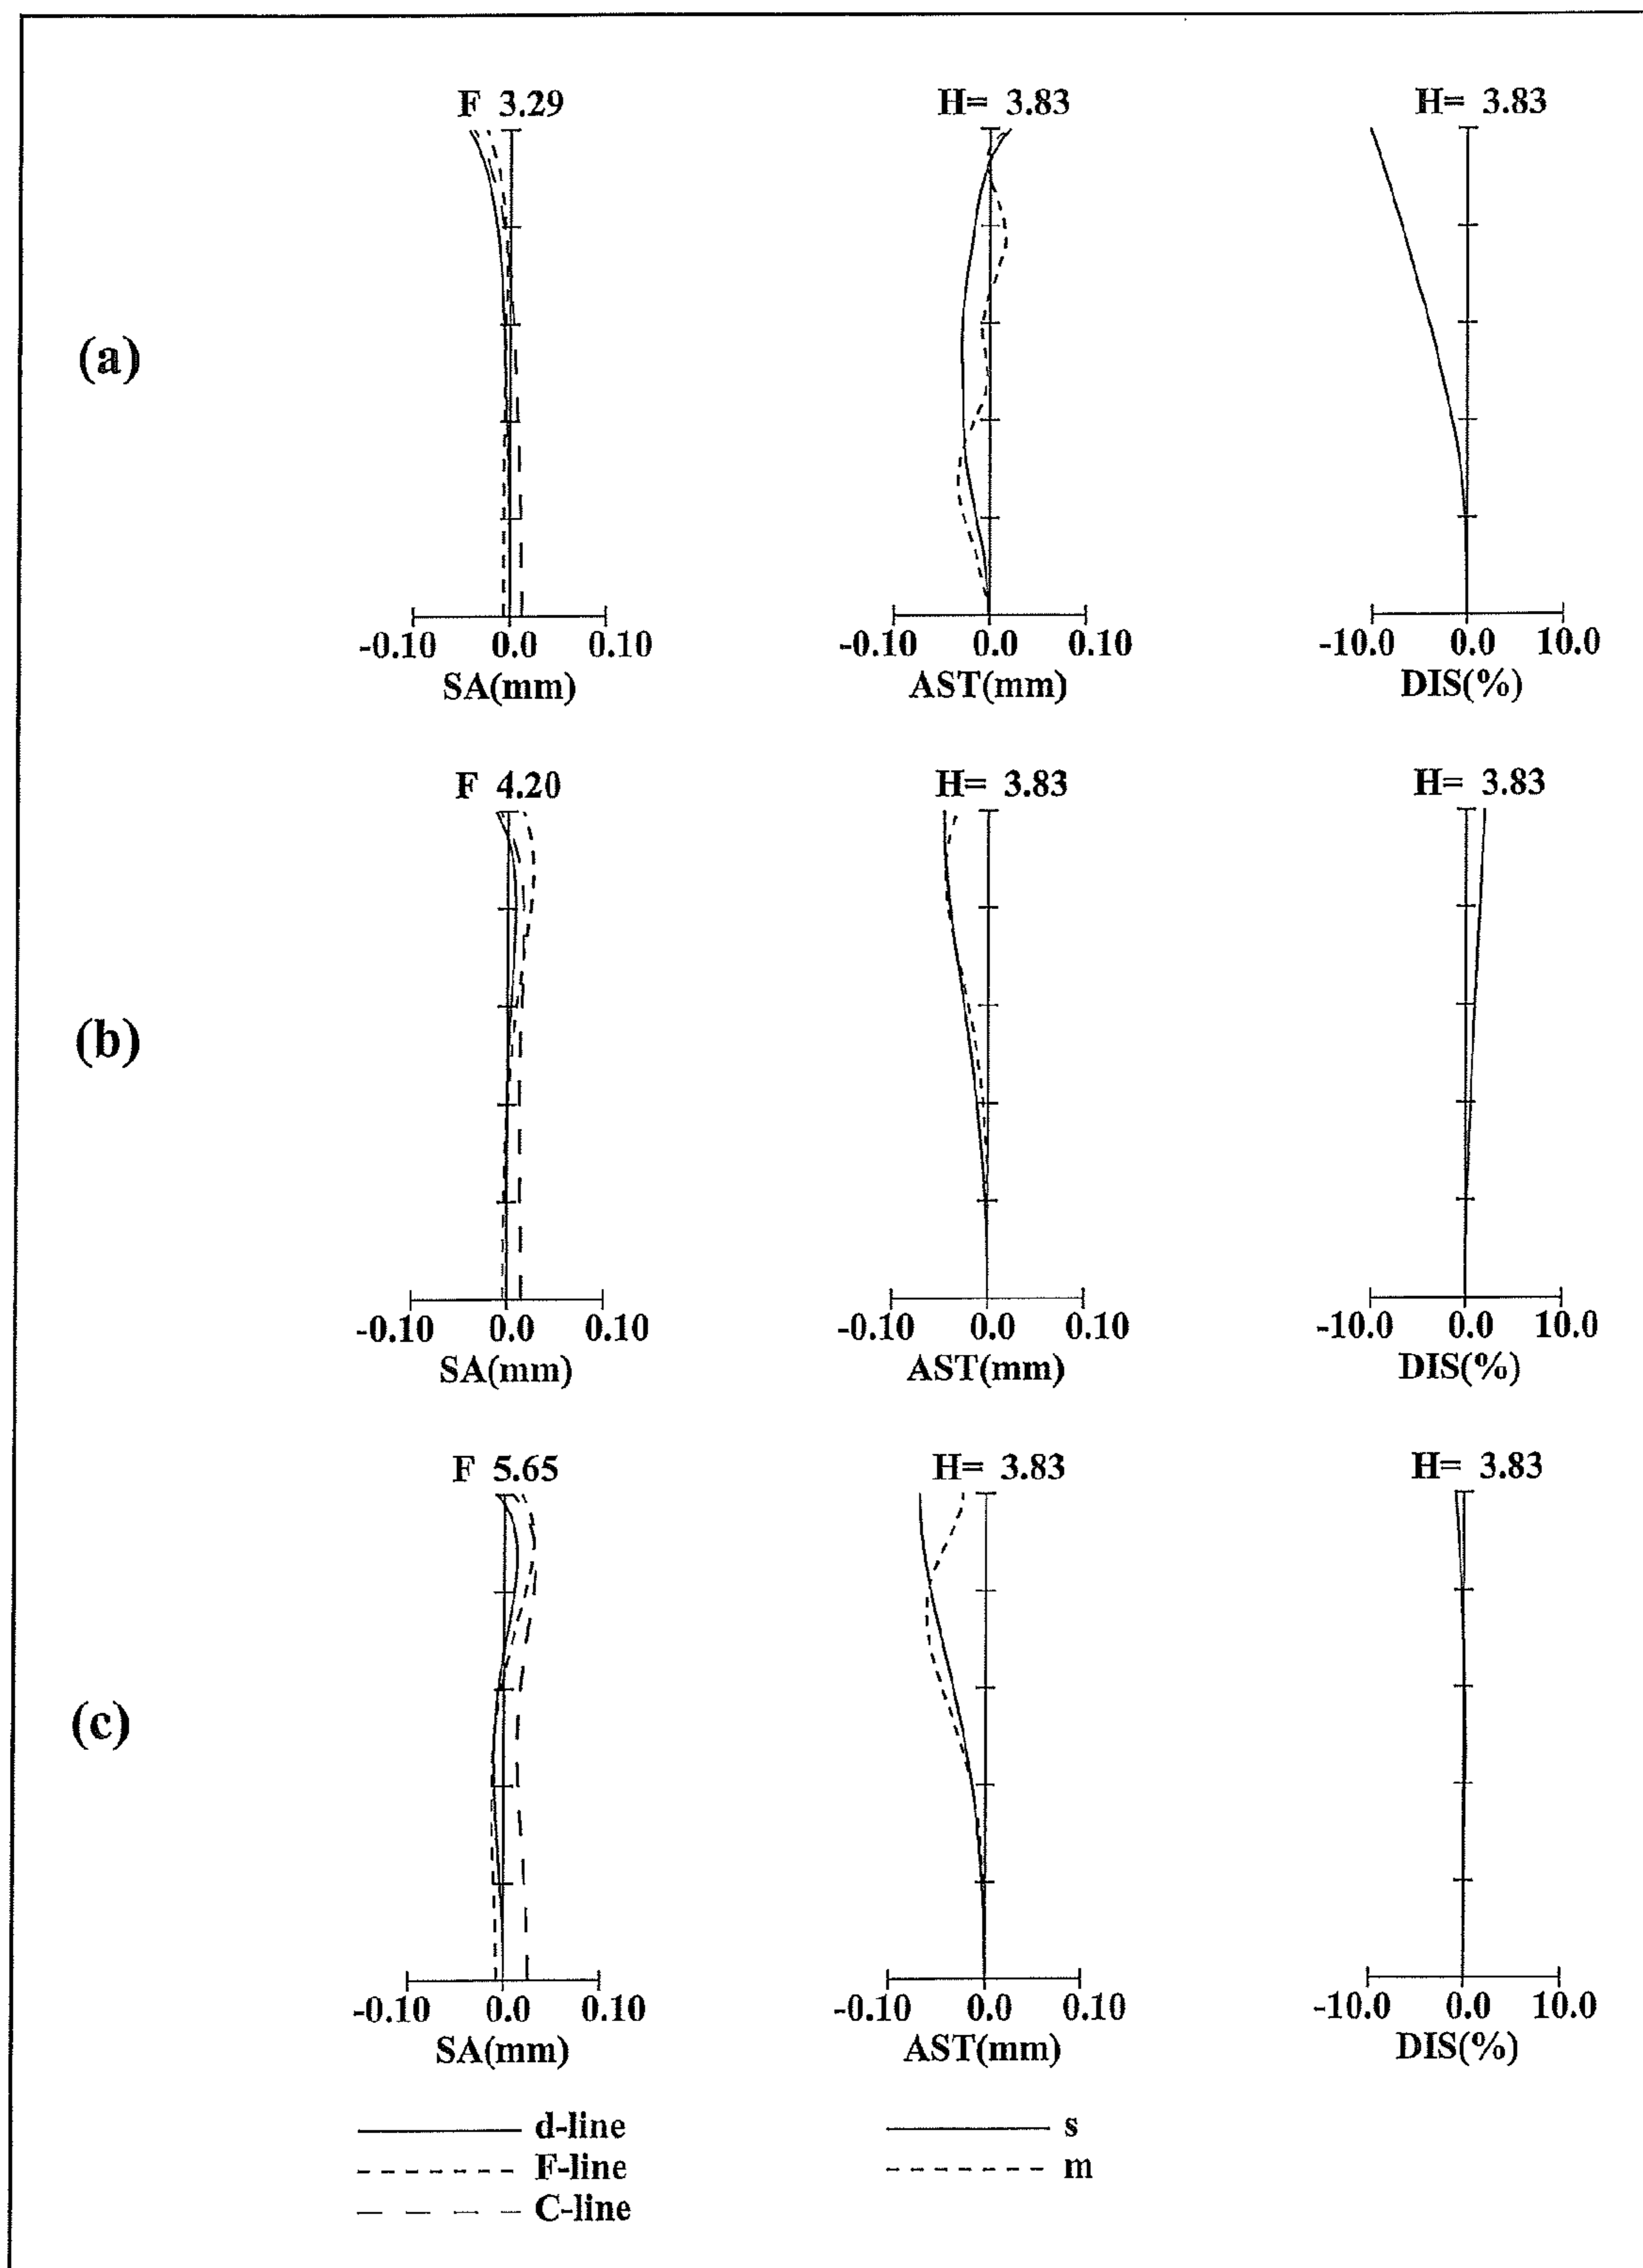 F 3.29 H= 3.83 H= 3.83
(a)
-0.10 0.0 0.10 -0.10 0.0 0.10 -10.0 0.0 10.0
SA(mm) AST(mm) DIS(%)
F 4.20 H= 3.83 H= 3.83
(b)
-0.10 0.0 0.10 -0.10 0.0 0.10 -10.0 0.0 10.0
SA(mm) AST(mm) DIS(%)
F 5.65 H= 3.83 H= 3.83
(c)
-0.10 0.0 0.10 -0.10 0.0 0.10 -10.0 0.0 10.0
SA(mm) AST(mm) DIS(%)
d-line s
F-line m
C-line